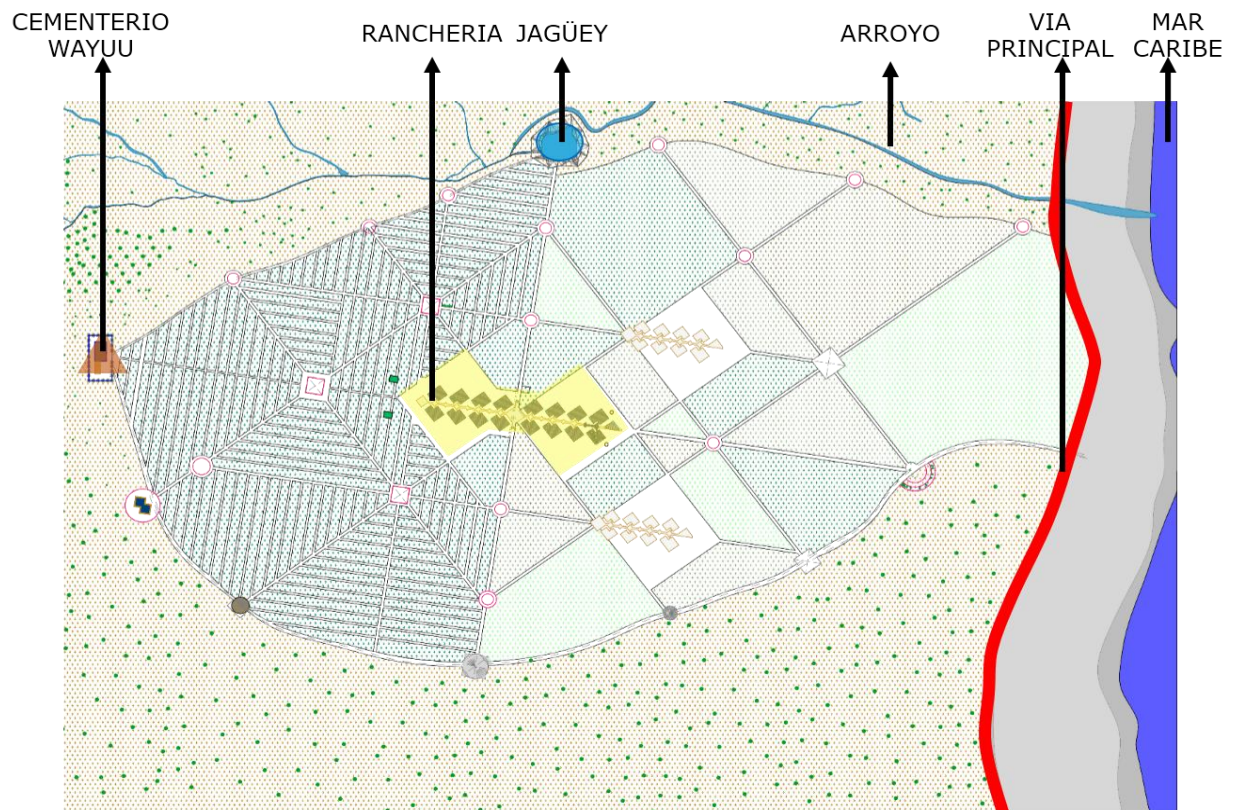 CEMENTERIO
WAYUU
RANCHERIA
JAGÜEY
ARROYO
VIA
PRINCIPAL
MAR
CARIBE